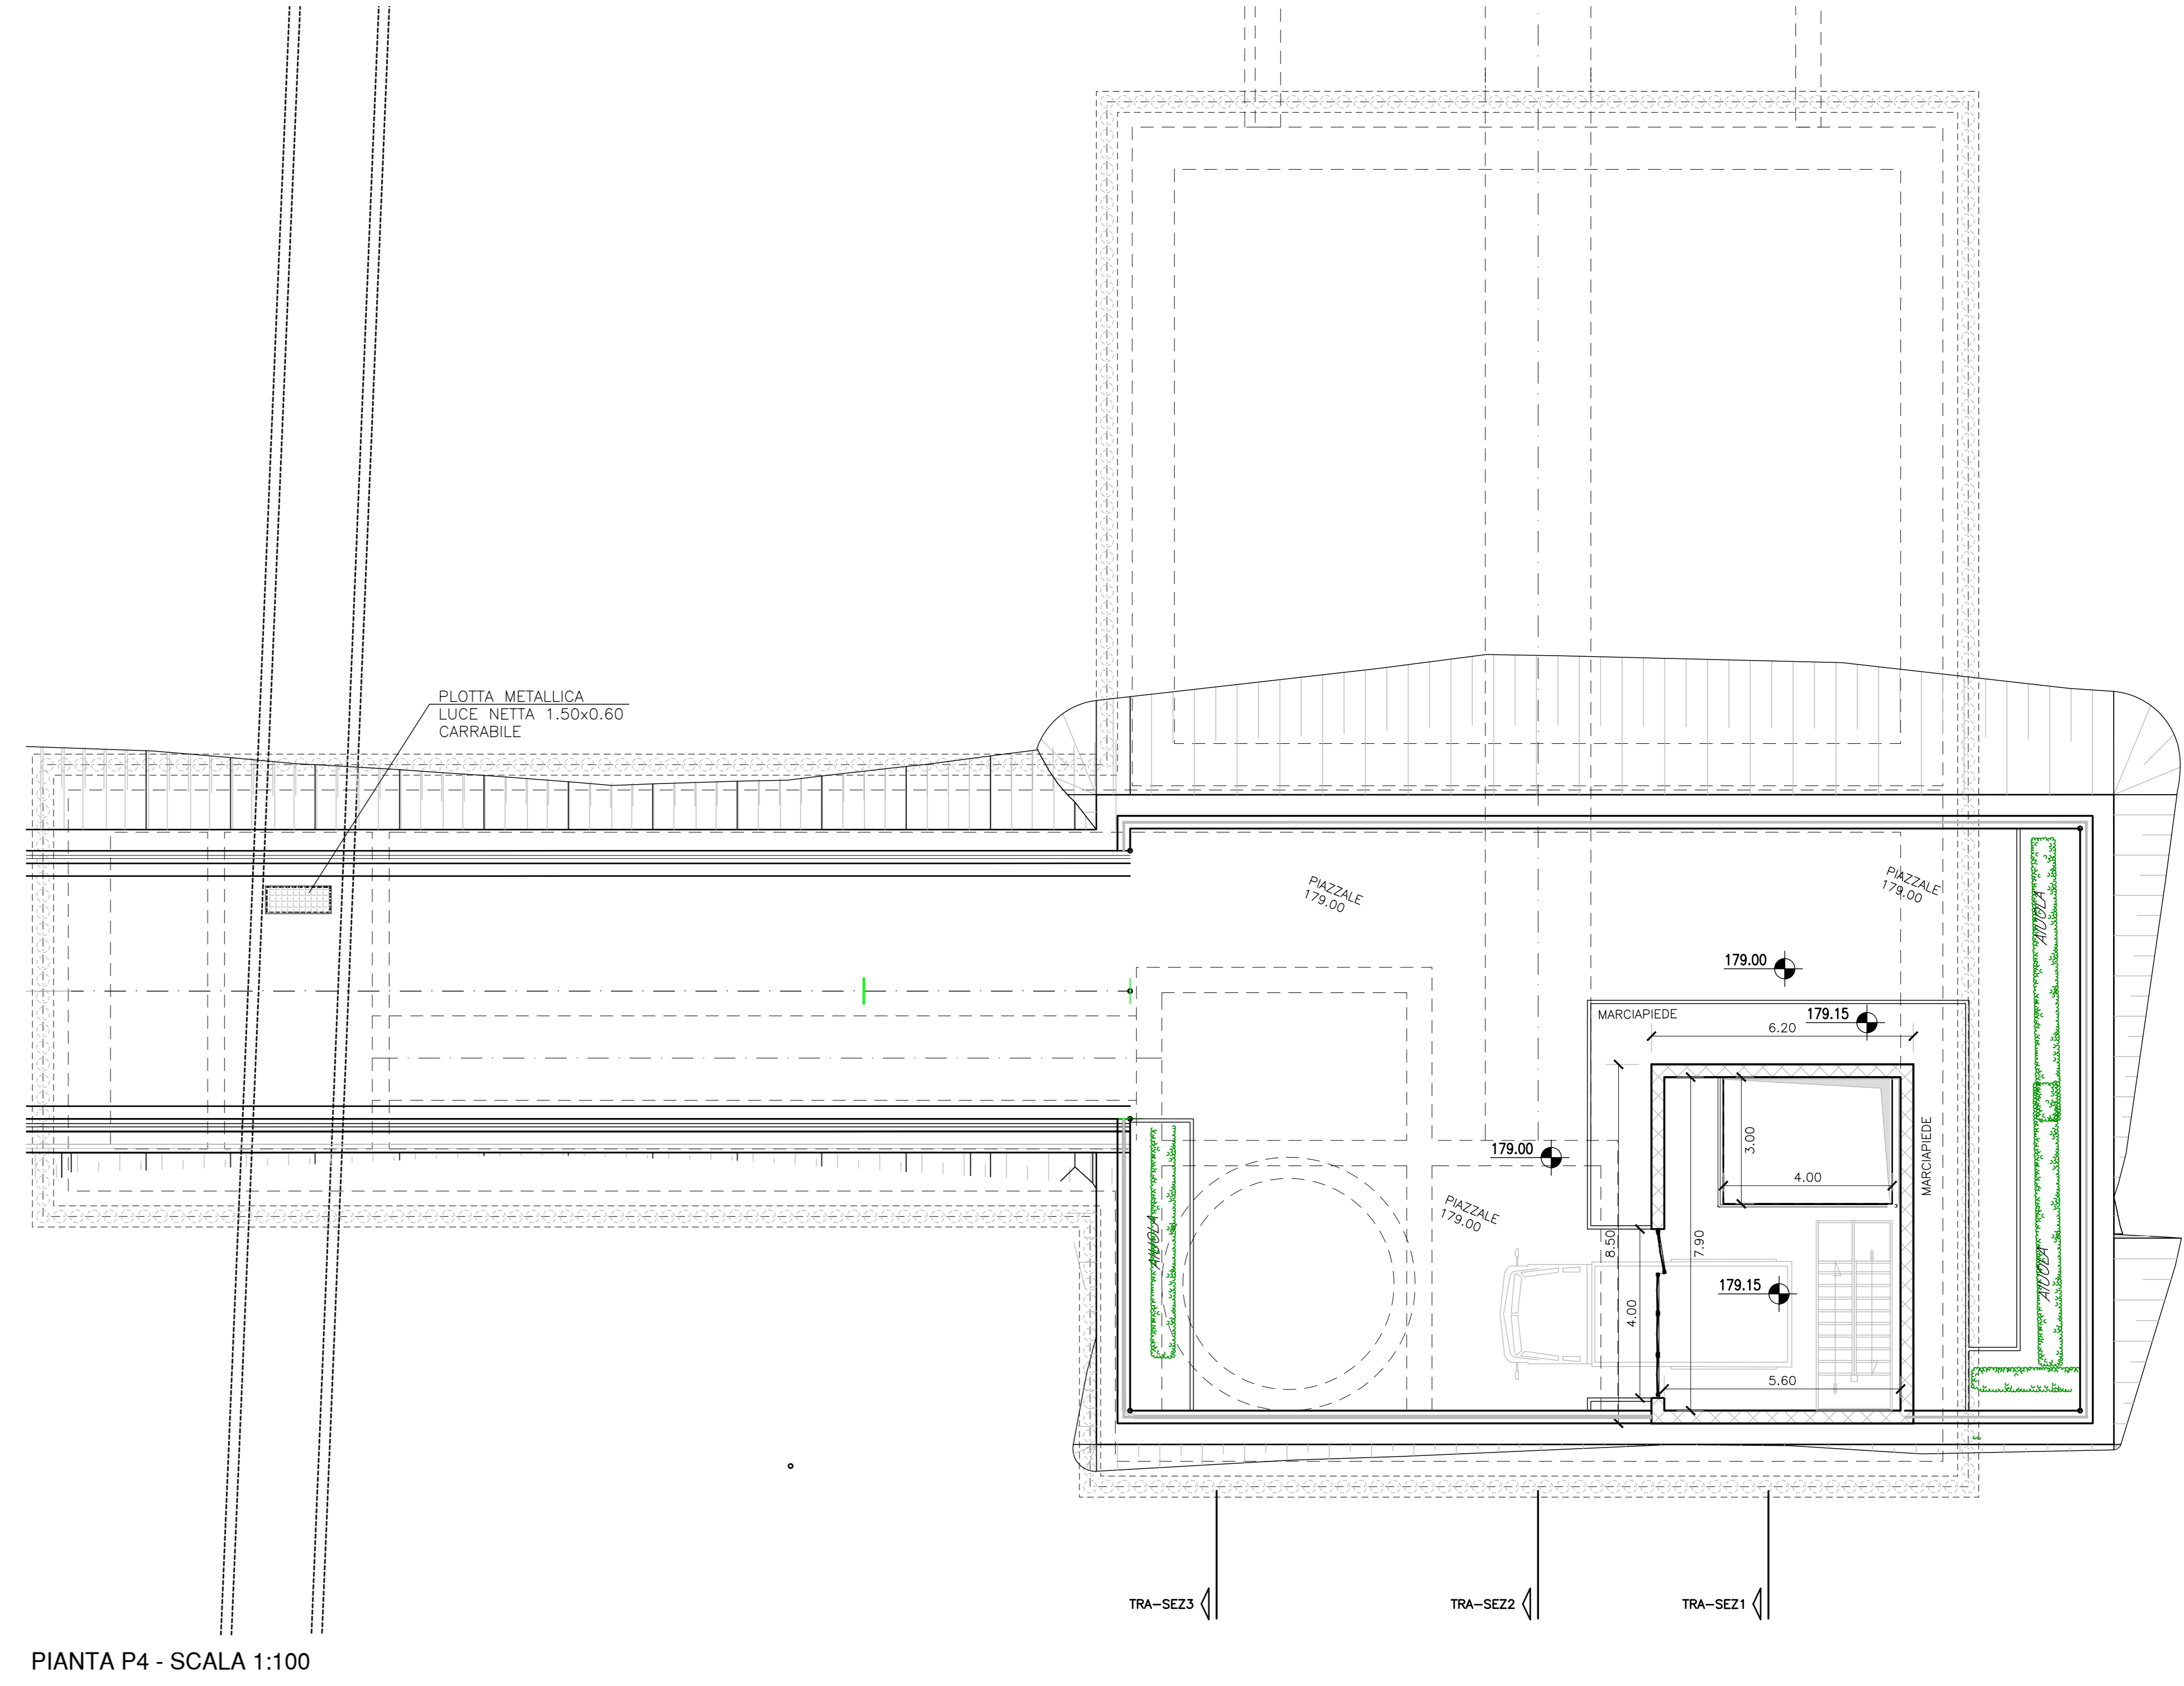 PLOTTA METALLICA
LUCE NETTA 1.50x0.60
CARRABILE
PIAZZALE
179.00
PIAZZALE
179.00
AIUOLA
179.00
MARCIAPIEDE
179.15
6.20
3.00
4.00
MARCIAPIEDE
179.00
PIAZZALE
179.00
AIUOLA
8.50
7.90
4.00
179.15
AIUOLA
5.60
TRA-SEZ3
TRA-SEZ2
TRA-SEZ1
PIANTA P4 - SCALA 1:100